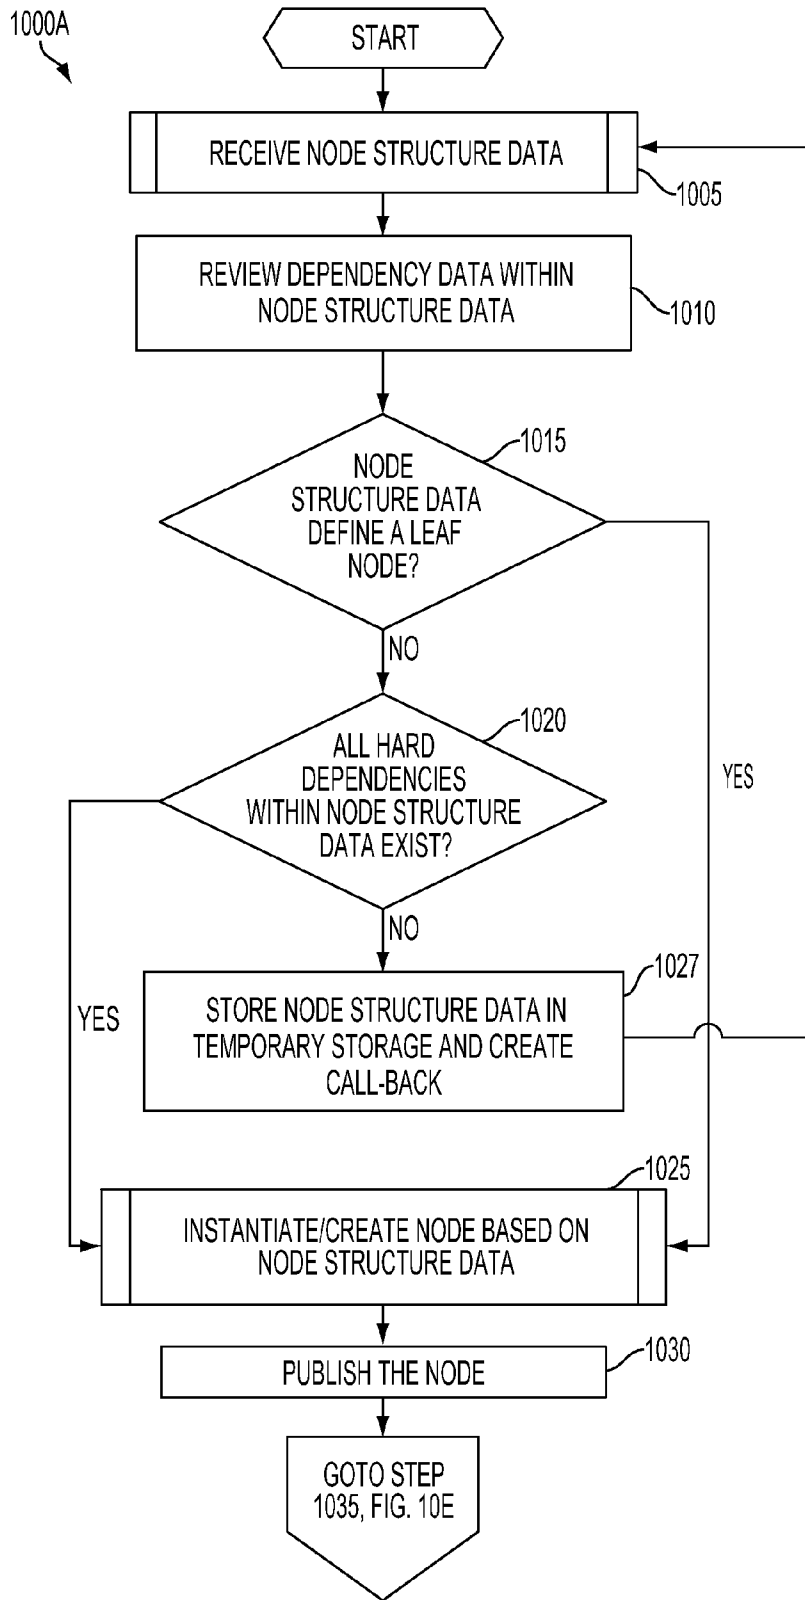 1000A
START
RECEIVE NODE STRUCTURE DATA
1005
REVIEW DEPENDENCY DATA WITHIN
NODE STRUCTURE DATA
1010
1015
NODE
STRUCTURE DATA
DEFINE A LEAF
NODE?
NO
YES
1020
ALL HARD
DEPENDENCIES
WITHIN NODE STRUCTURE
DATA EXIST?
NO
YES
1027
STORE NODE STRUCTURE DATA IN
TEMPORARY STORAGE AND CREATE
CALL-BACK
1025
INSTANTIATE/CREATE NODE BASED ON
NODE STRUCTURE DATA
1030
PUBLISH THE NODE
GOTO STEP
1035, FIG. 10E